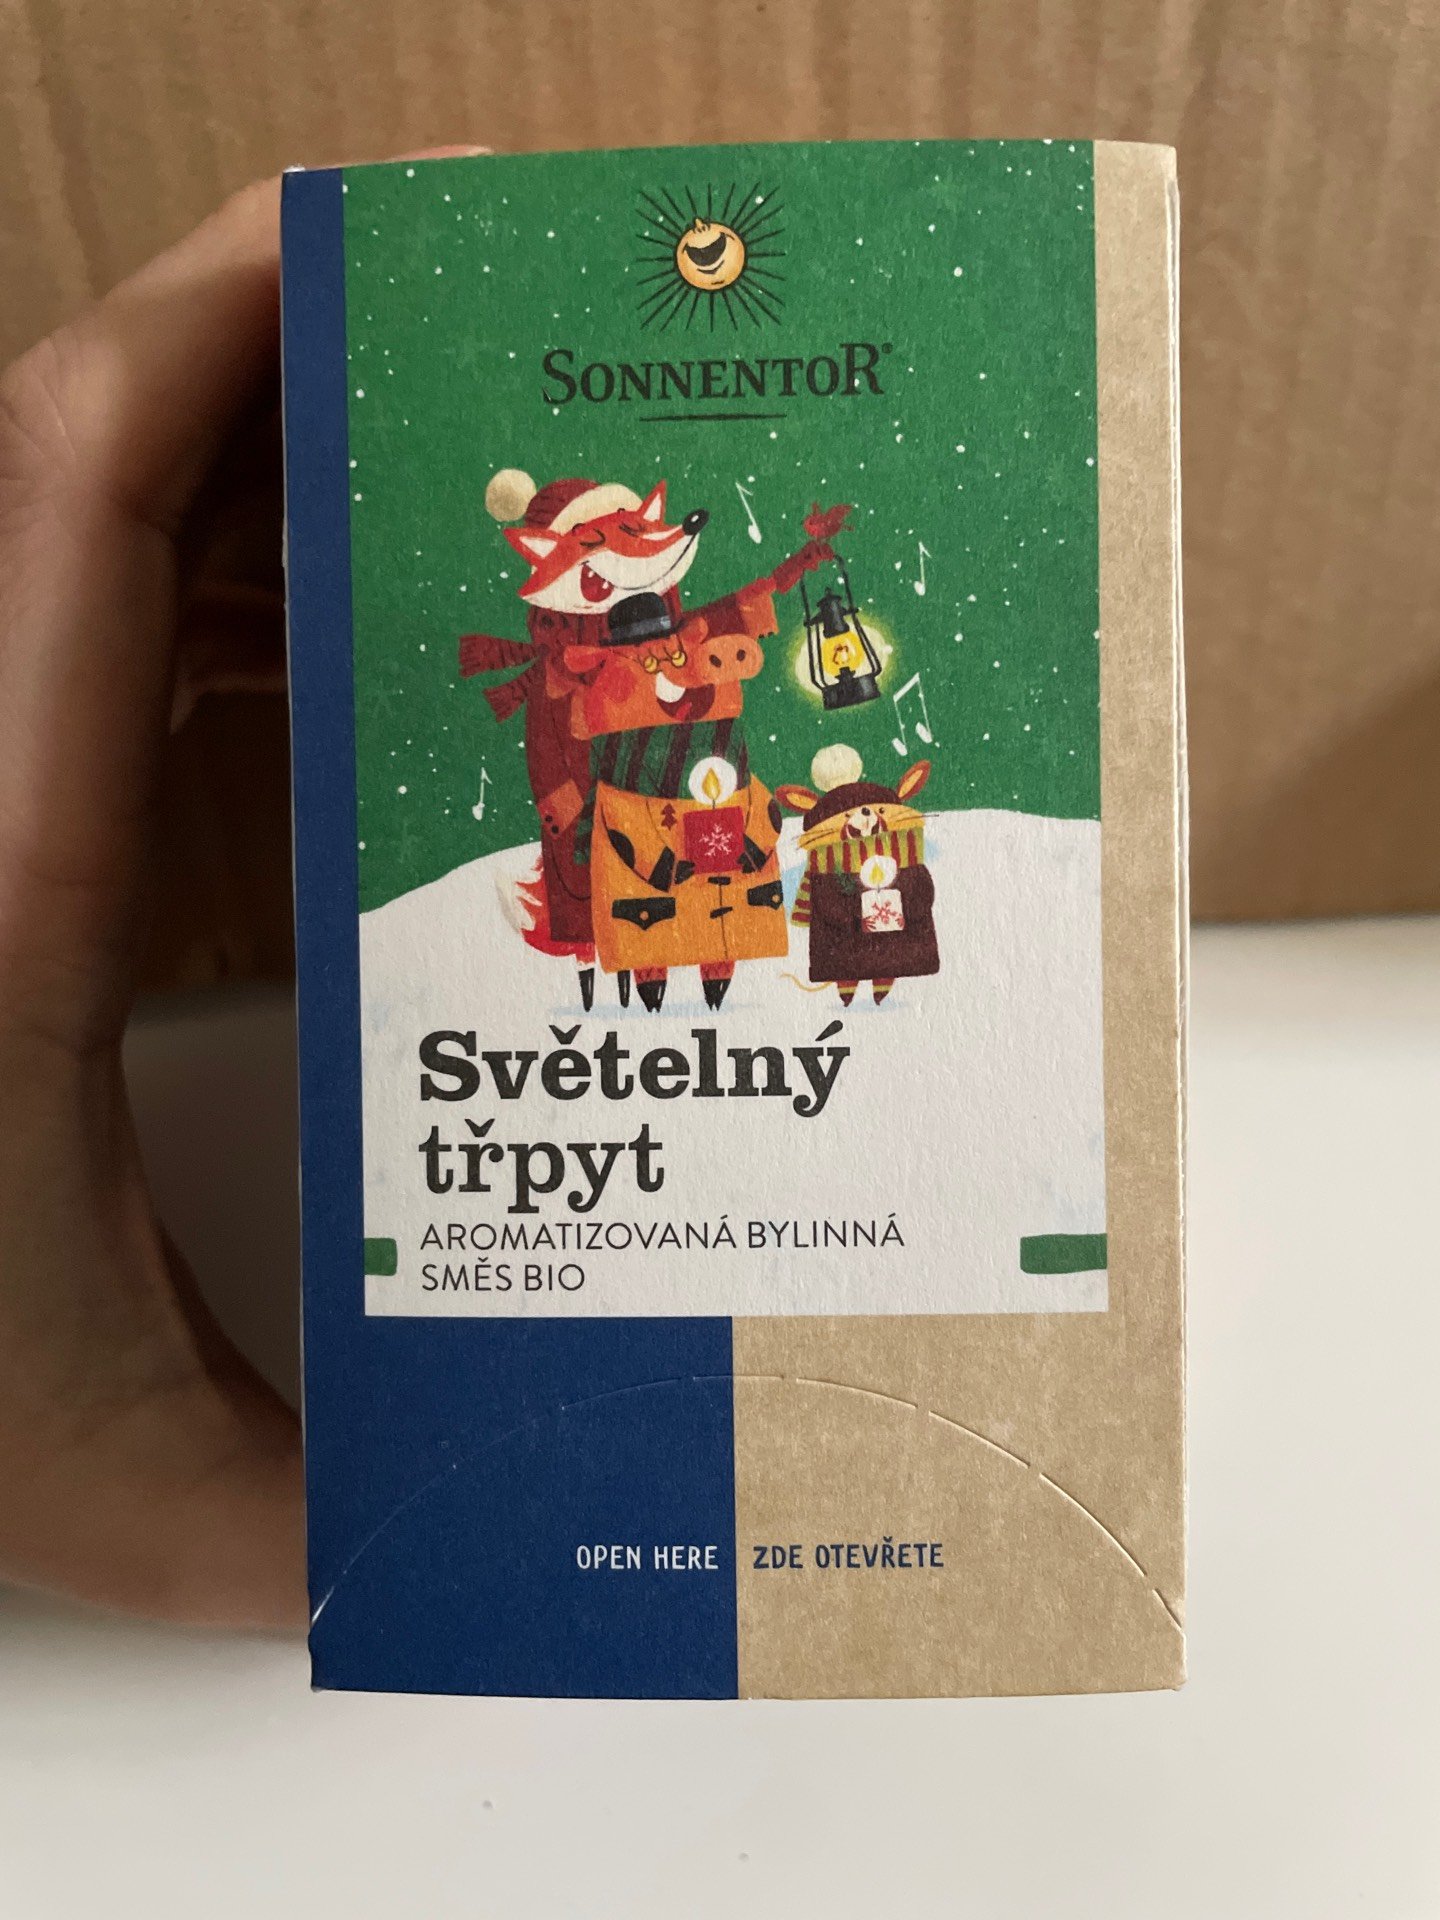 SONNENTOR®
Světelný
třpyt
AROMATIZOVANÁ BYLINNÁ
SMĚS BIO
OPEN HERE ZDE OTEVŘETE